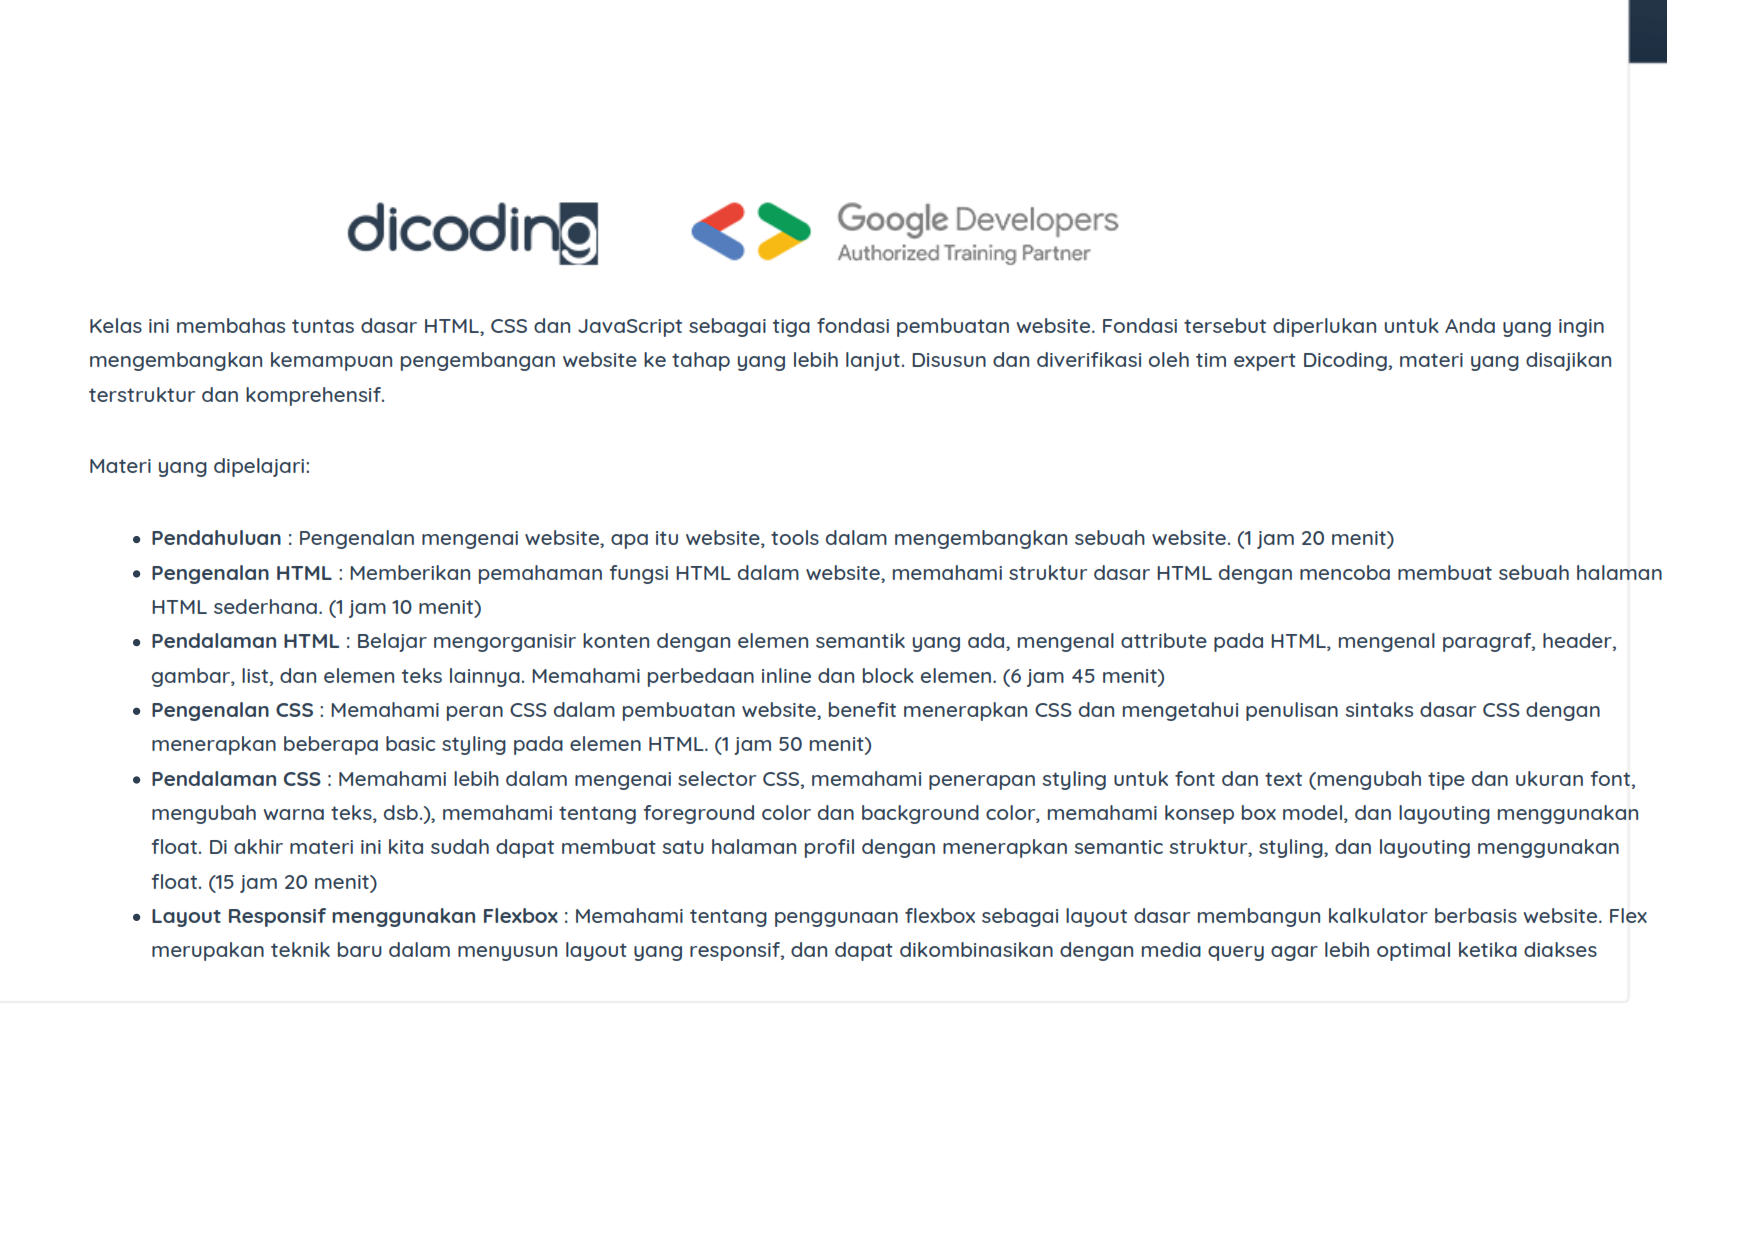 dicoding
Google Developers
Authorized Training Partner
Kelas ini membahas tuntas dasar HTML, CSS dan JavaScript sebagai tiga fondasi pembuatan website. Fondasi tersebut diperlukan untuk Anda yang ingin
mengembangkan kemampuan pengembangan website ke tahap yang lebih lanjut. Disusun dan diverifikasi oleh tim expert Dicoding, materi yang disajikan
terstruktur dan komprehensif.
Materi yang dipelajari:
• Pendahuluan : Pengenalan mengenai website, apa itu website, tools dalam mengembangkan sebuah website. (1 jam 20 menit)
• Pengenalan HTML : Memberikan pemahaman fungsi HTML dalam website, memahami struktur dasar HTML dengan mencoba membuat sebuah halaman
HTML sederhana. (1 jam 10 menit)
• Pendalaman HTML : Belajar mengorganisir konten dengan elemen semantik yang ada, mengenal attribute pada HTML, mengenal paragraf, header,
gambar, list, dan elemen teks lainnya. Memahami perbedaan inline dan block elemen. (6 jam 45 menit)
• Pengenalan CSS : Memahami peran CSS dalam pembuatan website, benefit menerapkan CSS dan mengetahui penulisan sintaks dasar CSS dengan
menerapkan beberapa basic styling pada elemen HTML. (1 jam 50 menit)
• Pendalaman CSS : Memahami lebih dalam mengenai selector CSS, memahami penerapan styling untuk font dan text (mengubah tipe dan ukuran font,
mengubah warna teks, dsb.), memahami tentang foreground color dan background color, memahami konsep box model, dan layouting menggunakan
float. Di akhir materi ini kita sudah dapat membuat satu halaman profil dengan menerapkan semantic struktur, styling, dan layouting menggunakan
float. (15 jam 20 menit)
• Layout Responsif menggunakan Flexbox : Memahami tentang penggunaan flexbox sebagai layout dasar membangun kalkulator berbasis website. Flex
merupakan teknik baru dalam menyusun layout yang responsif, dan dapat dikombinasikan dengan media query agar lebih optimal ketika diakses